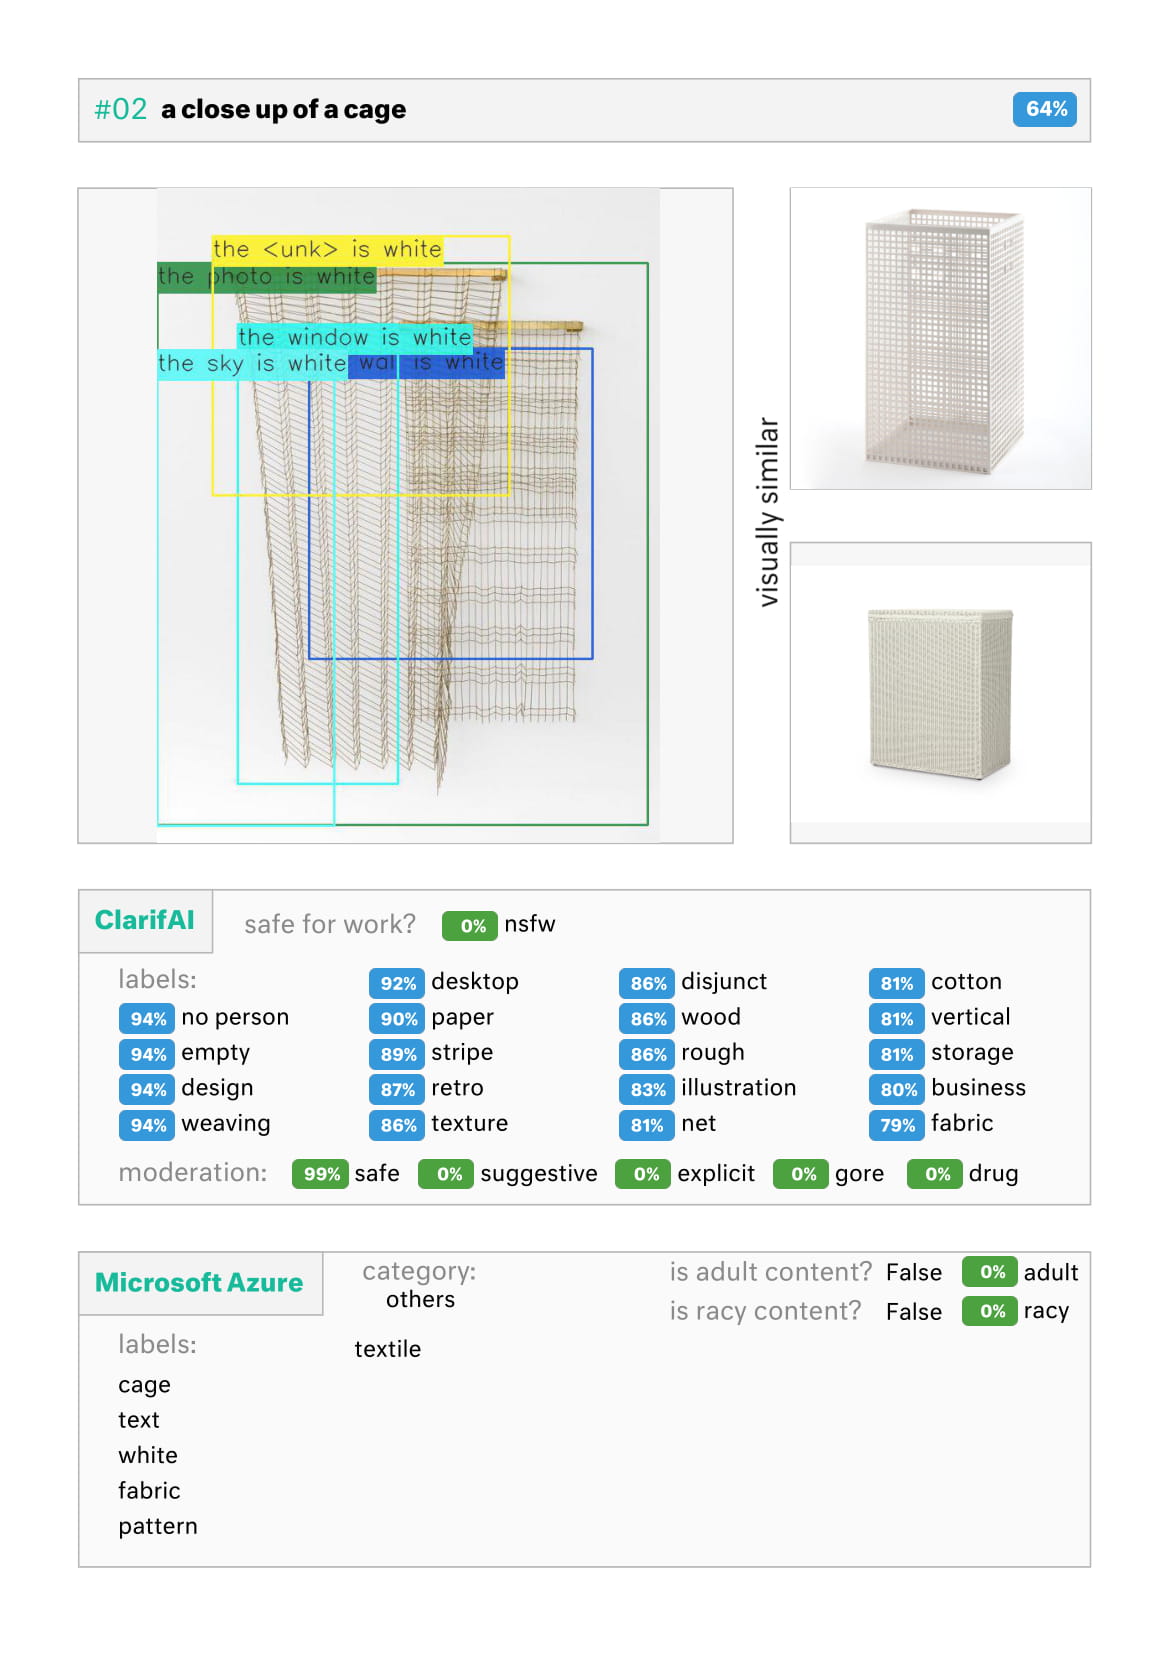 #02 a close up of a cage 64%
the <unk> is white
the photo is white
the window is white
the sky is white
wall is white
visually similar
ClarifAI
safe for work? 0% nsfw
labels:
94% no person
94% empty
94% design
94% weaving
92% desktop
90% paper
89% stripe
87% retro
86% texture
86% disjunct
86% wood
86% rough
83% illustration
81% net
81% cotton
81% vertical
81% storage
80% business
79% fabric
moderation: 99% safe 0% suggestive 0% explicit 0% gore 0% drug
Microsoft Azure
category:
others
is adult content? False 0% adult
is racy content? False 0% racy
labels:
cage
text
white
fabric
pattern
textile